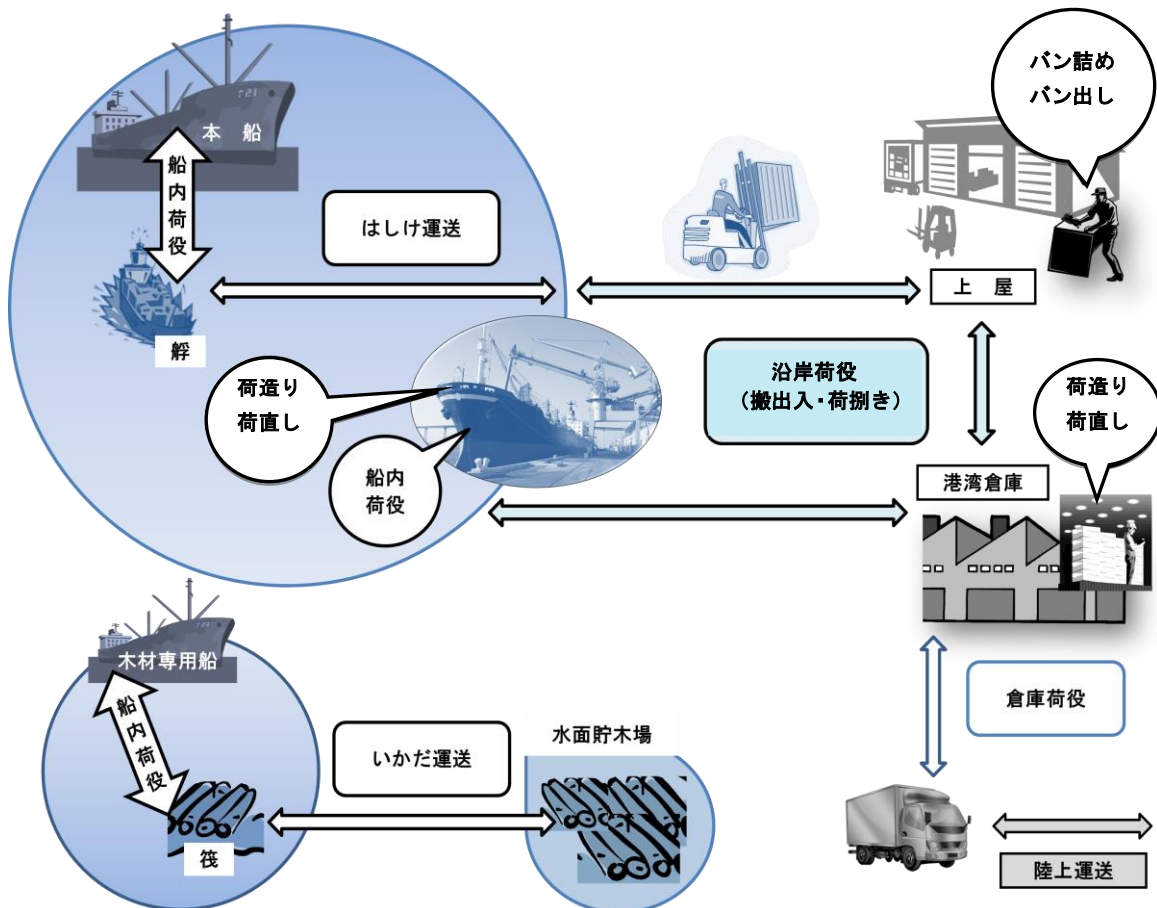 バン詰め
バン出し
本 船
船内荷役
はしけ運送
上 屋
艀
沿岸荷役
（搬出入・荷捌き）
荷造り
荷直し
荷造り
荷直し
船内
荷役
港湾倉庫
木材専用船
船内荷役
倉庫荷役
水面貯木場
いかだ運送
筏
陸上運送